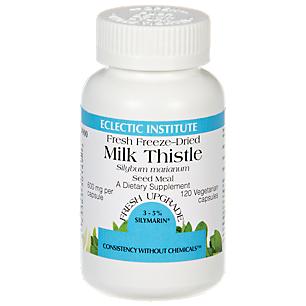 ECLECTIC INSTITUTE
Fresh Freeze-Dried
Milk Thistle
Silybum marianum
Seed Meal
A Dietary Supplement
600 mg per
capsule
120 Vegetarian
capsules
FRESH UPGRADE
3 - 5%
SILYMARIN*
CONSISTENCY WITHOUT CHEMICALS™